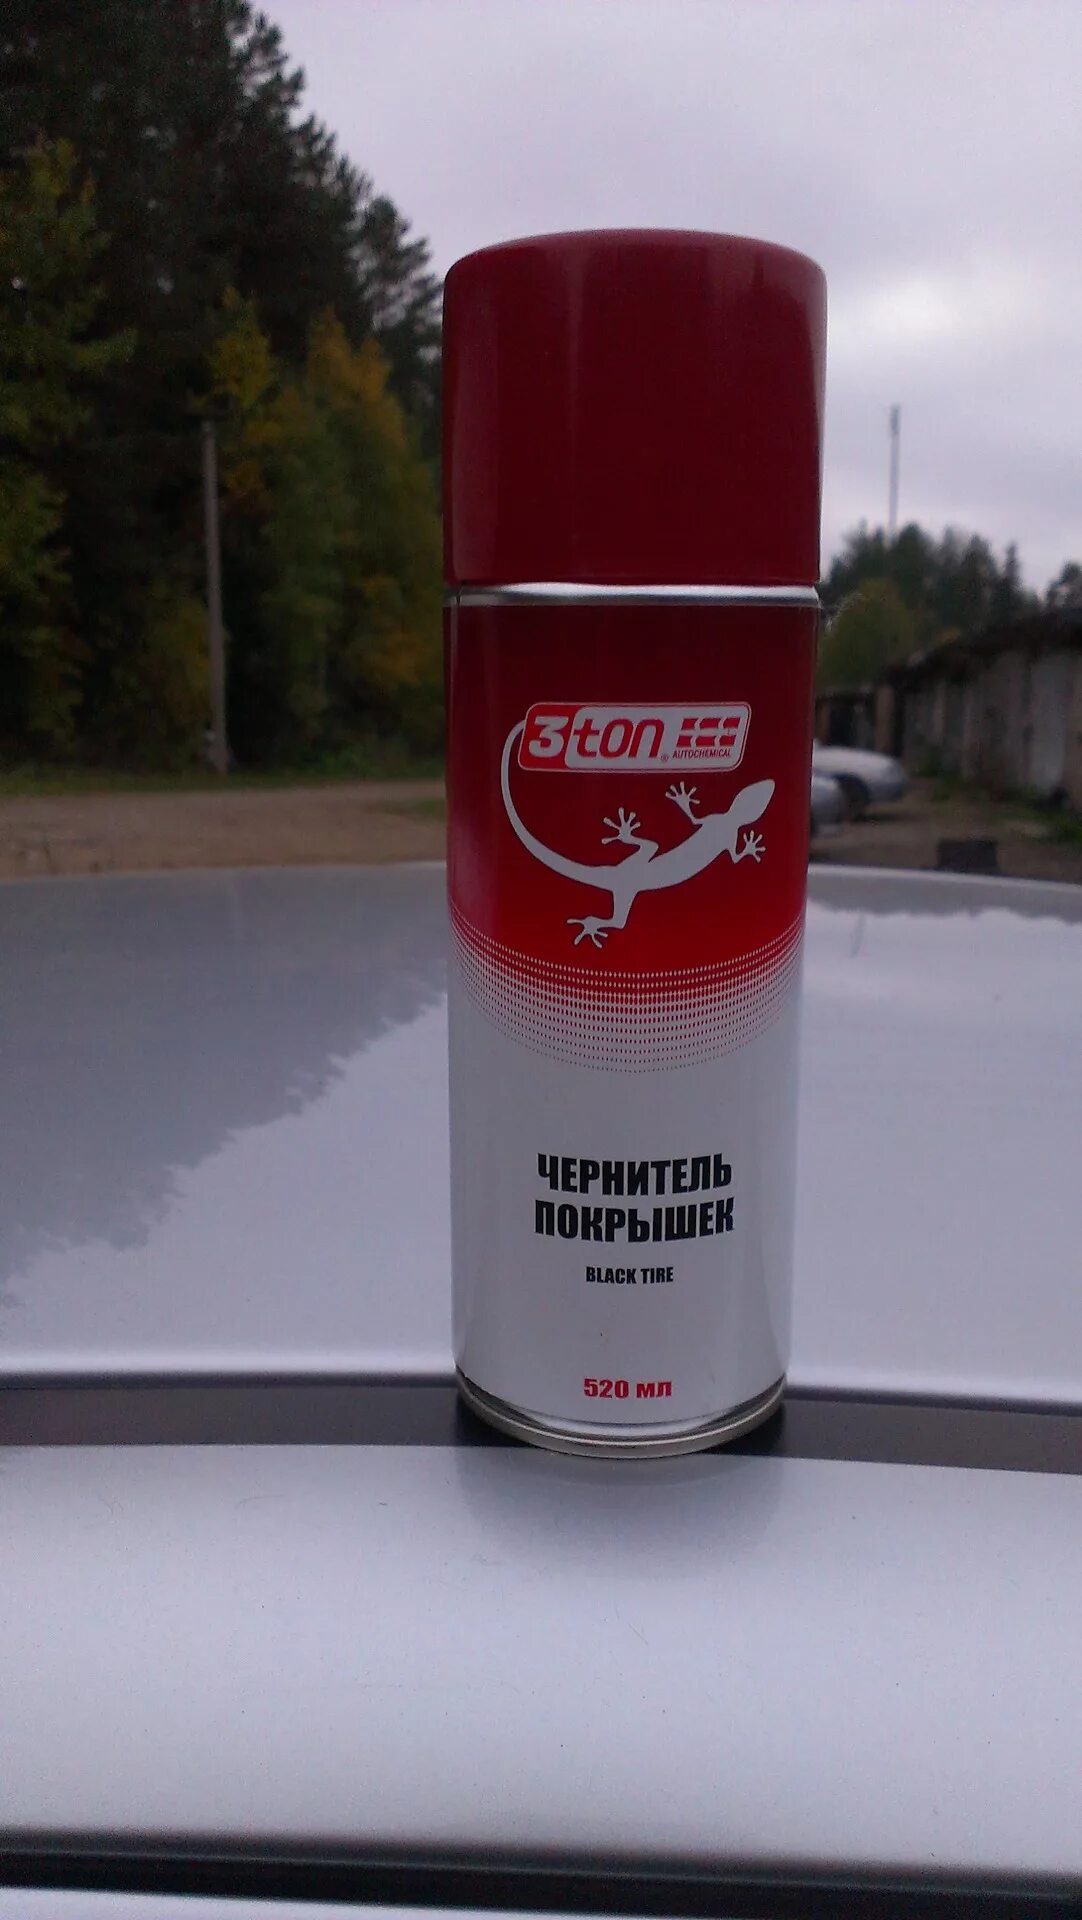 3ton®
AUTOCHEMICAL
ЧЕРНИТЕЛЬ
ПОКРЫШЕК
BLACK TIRE
520 мл